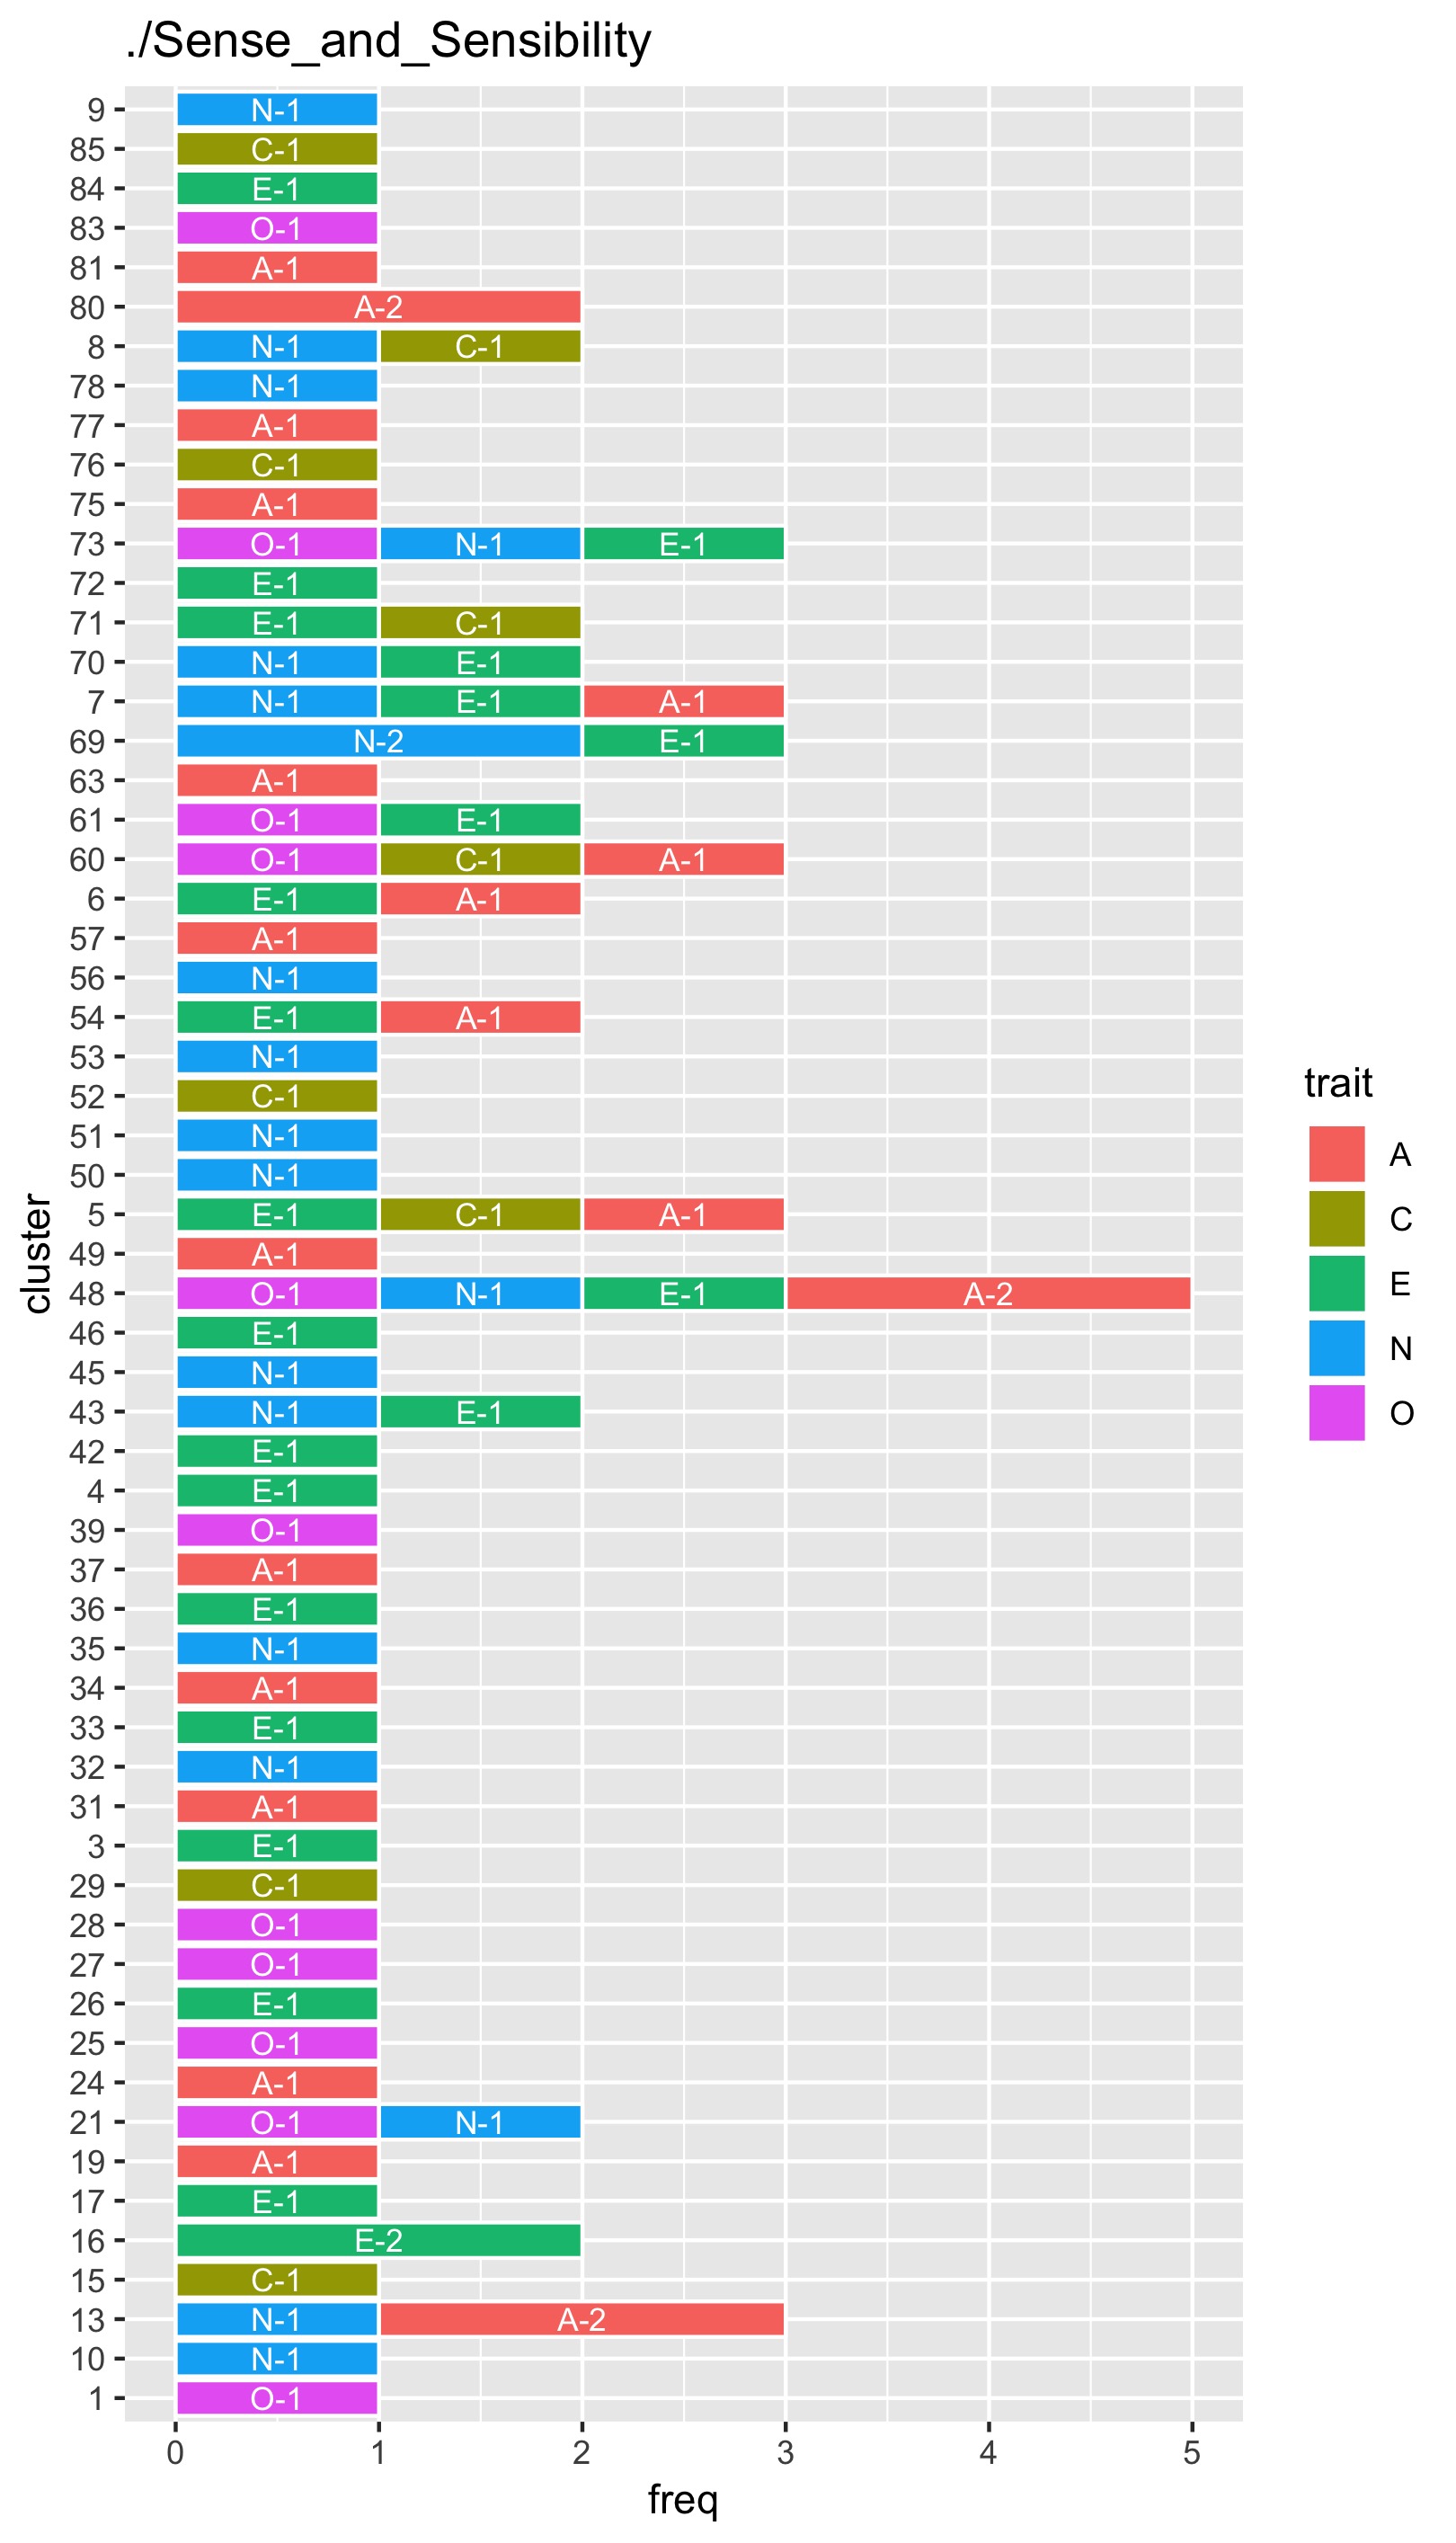 ./Sense_and_Sensibility
9 N-1
85 C-1
84 E-1
83 O-1
81 A-1
80 A-2
8 N-1 C-1
78 N-1
77 A-1
76 C-1
75 A-1
73 O-1 N-1 E-1
72 E-1
71 E-1 C-1
70 N-1 E-1
7 N-1 E-1 A-1
69 N-2 E-1
63 A-1
61 O-1 E-1
60 O-1 C-1 A-1
6 E-1 A-1
57 A-1
56 N-1
54 E-1 A-1
53 N-1
52 C-1
51 N-1
50 N-1
5 E-1 C-1 A-1
49 A-1
48 O-1 N-1 E-1 A-2
46 E-1
45 N-1
43 N-1 E-1
42 E-1
4 E-1
39 O-1
37 A-1
36 E-1
35 N-1
34 A-1
33 E-1
32 N-1
31 A-1
3 E-1
29 C-1
28 O-1
27 O-1
26 E-1
25 O-1
24 A-1
21 O-1 N-1
19 A-1
17 E-1
16 E-2
15 C-1
13 N-1 A-2
10 N-1
1 O-1
0 1 2 3 4 5
freq
cluster
trait
A
C
E
N
O